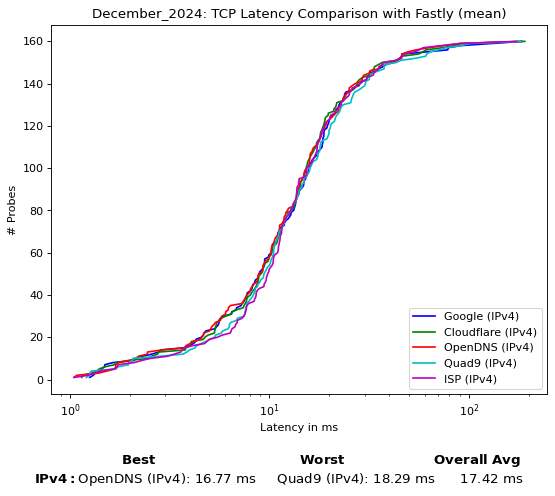 December_2024: TCP Latency Comparison with Fastly (mean)
160
140
120
100
80
60
40
20
0
# Probes
Google (IPv4)
Cloudflare (IPv4)
OpenDNS (IPv4)
Quad9 (IPv4)
ISP (IPv4)
10⁰ 10¹ 10²
Latency in ms
Best Worst Overall Avg
IPv4: OpenDNS (IPv4): 16.77 ms Quad9 (IPv4): 18.29 ms 17.42 ms